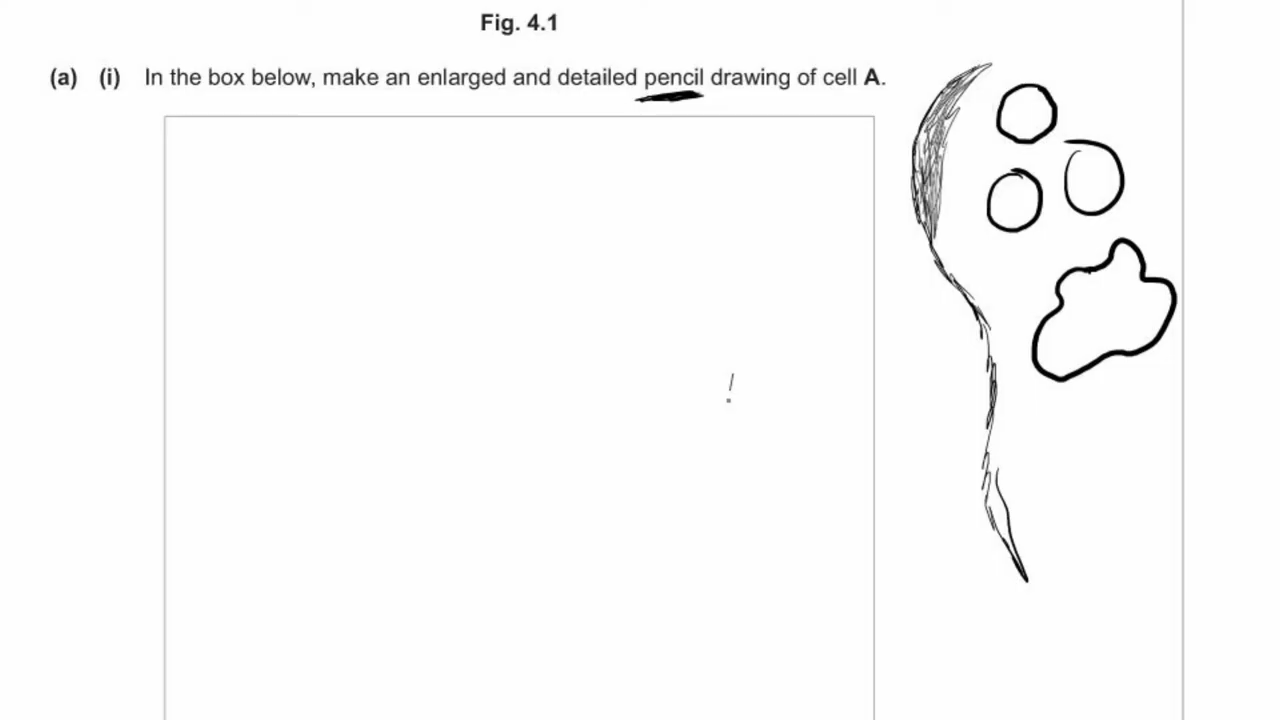 Fig. 4.1
(a) (i) In the box below, make an enlarged and detailed pencil drawing of cell A.